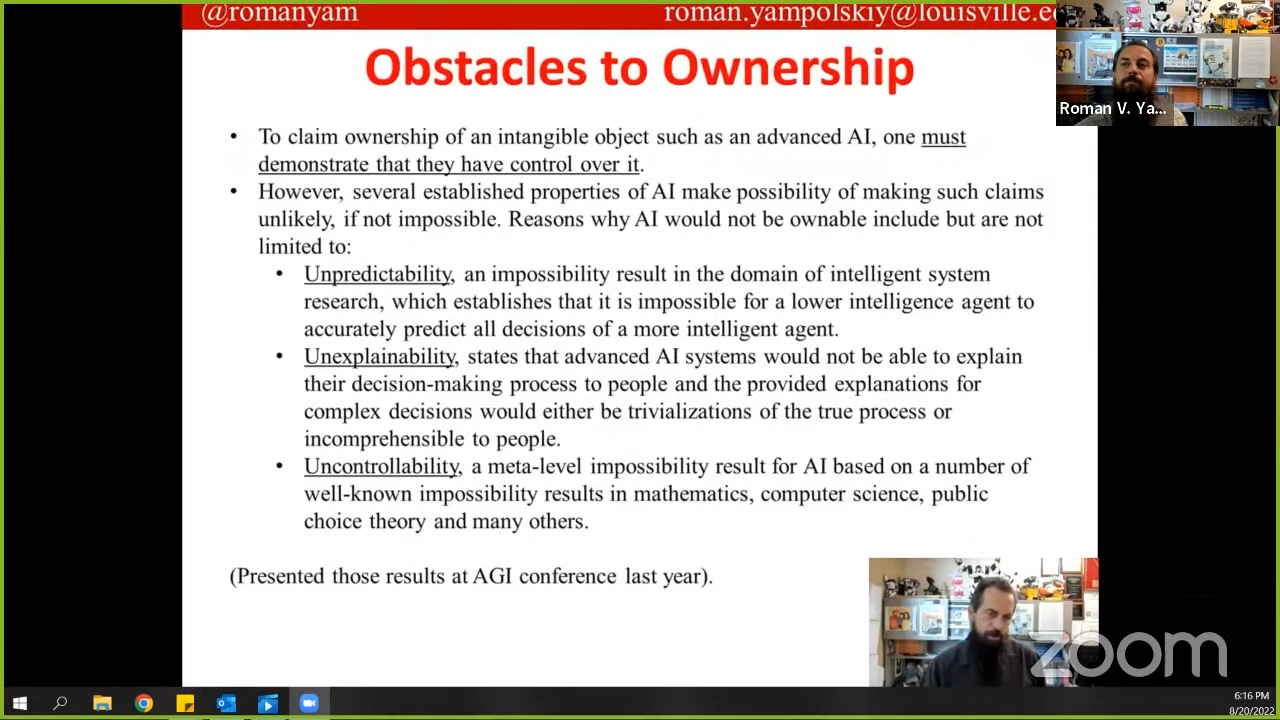 @romanyam
roman.yampolskiy@louisville.e
Obstacles to Ownership
Roman V. Ya...
• To claim ownership of an intangible object such as an advanced AI, one must
demonstrate that they have control over it.
• However, several established properties of AI make possibility of making such claims
unlikely, if not impossible. Reasons why AI would not be ownable include but are not
limited to:
• Unpredictability, an impossibility result in the domain of intelligent system
research, which establishes that it is impossible for a lower intelligence agent to
accurately predict all decisions of a more intelligent agent.
• Unexplainability, states that advanced AI systems would not be able to explain
their decision-making process to people and the provided explanations for
complex decisions would either be trivializations of the true process or
incomprehensible to people.
• Uncontrollability, a meta-level impossibility result for AI based on a number of
well-known impossibility results in mathematics, computer science, public
choice theory and many others.
(Presented those results at AGI conference last year).
zoom
6:16 PM
8/20/2022